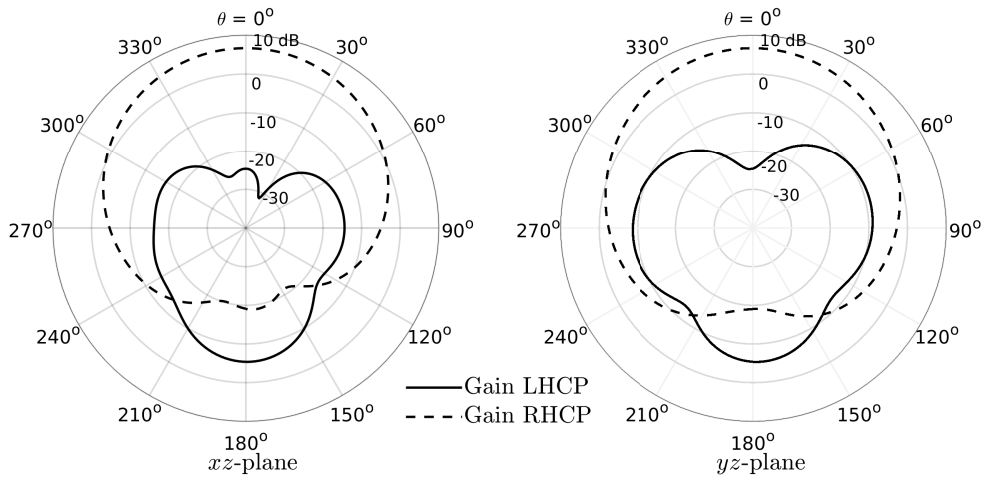 θ = 0° θ = 0°
330° 10 dB 30° 330° 10 dB 30°
300° 0 60° 300° 0 60°
-10 -10
-20 -20
-30 -30
270° 90° 270° 90°
240° 120° 240° 120°
Gain LHCP
210° 150° Gain RHCP 210° 150°
180° 180°
xz-plane yz-plane